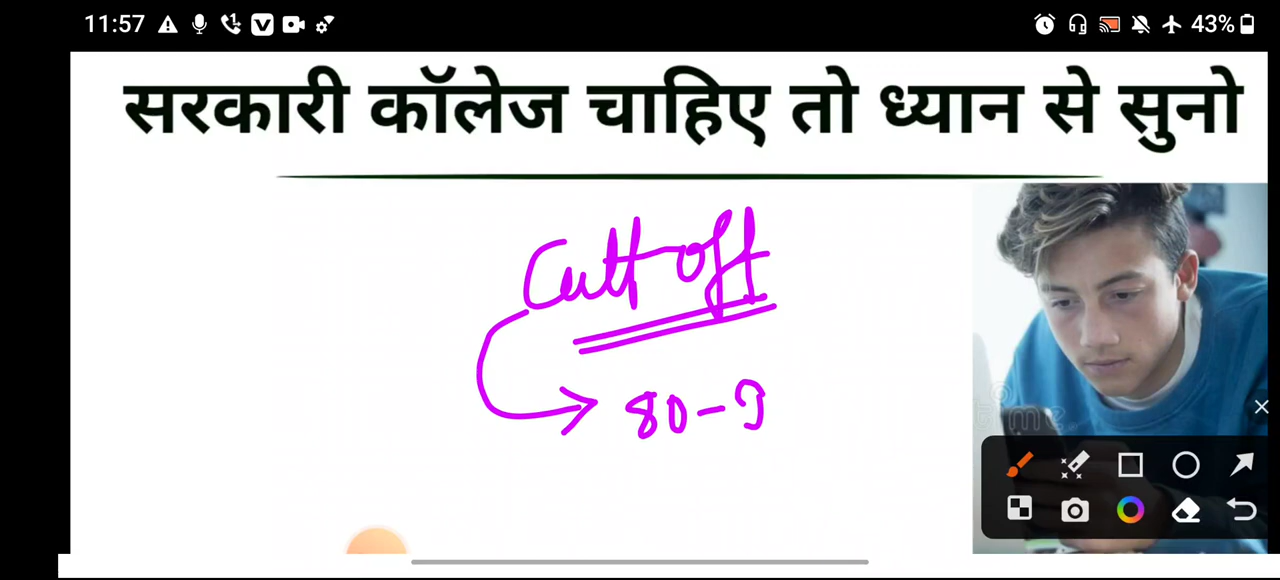 11:57 43%
सरकारी कॉलेज चाहिए तो ध्यान से सुनो
Cutt off
80-9